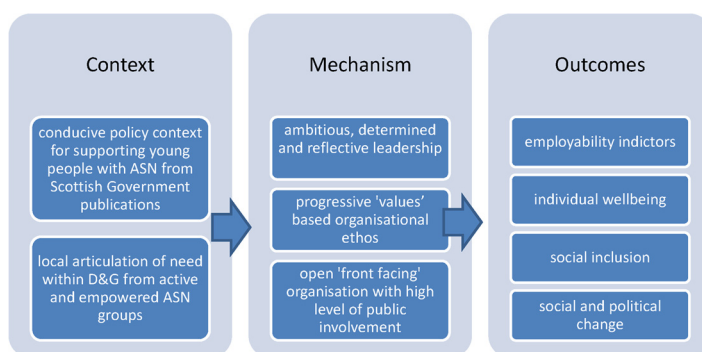 Context
conducive policy context
for supporting young
people with ASN from
Scottish Government
publications
local articulation of need
within D&G from active
and empowered ASN
groups
Mechanism
ambitious, determined
and reflective leadership
progressive 'values’
based organisational
ethos
open 'front facing'
organisation with high
level of public
involvement
Outcomes
employability indictors
individual wellbeing
social inclusion
social and political
change